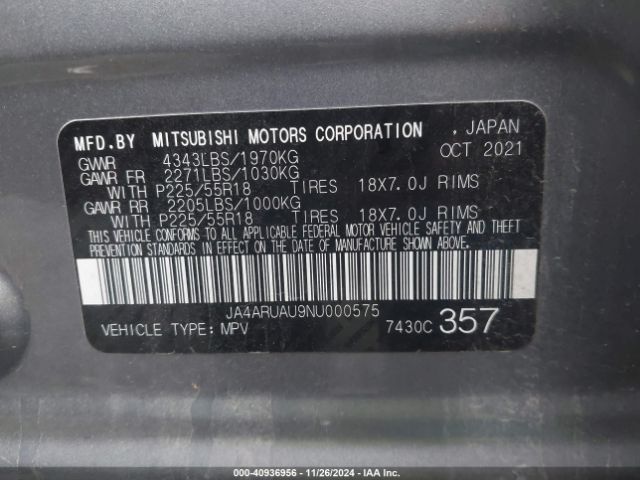 MFD.BY MITSUBISHI MOTORS CORPORATION , JAPAN
GVWR 4343LBS/1970KG OCT 2021
GAWR FR 2271LBS/1030KG
WITH P225/55R18 TIRES 18X7.0J RIMS
GAWR RR 2205LBS/1000KG
WITH P225/55R18 TIRES 18X7.0J RIMS
THIS VEHICLE CONFORMS TO ALL APPLICABLE FEDERAL MOTOR VEHICLE SAFETY AND THEFT
PREVENTION STANDARDS IN EFFECT ON THE DATE OF MANUFACTURE SHOWN ABOVE.
JA4ARUAU9NU000575
VEHICLE TYPE: MPV 7430C 357
000-40936956 - 11/26/2024 - IAA Inc.